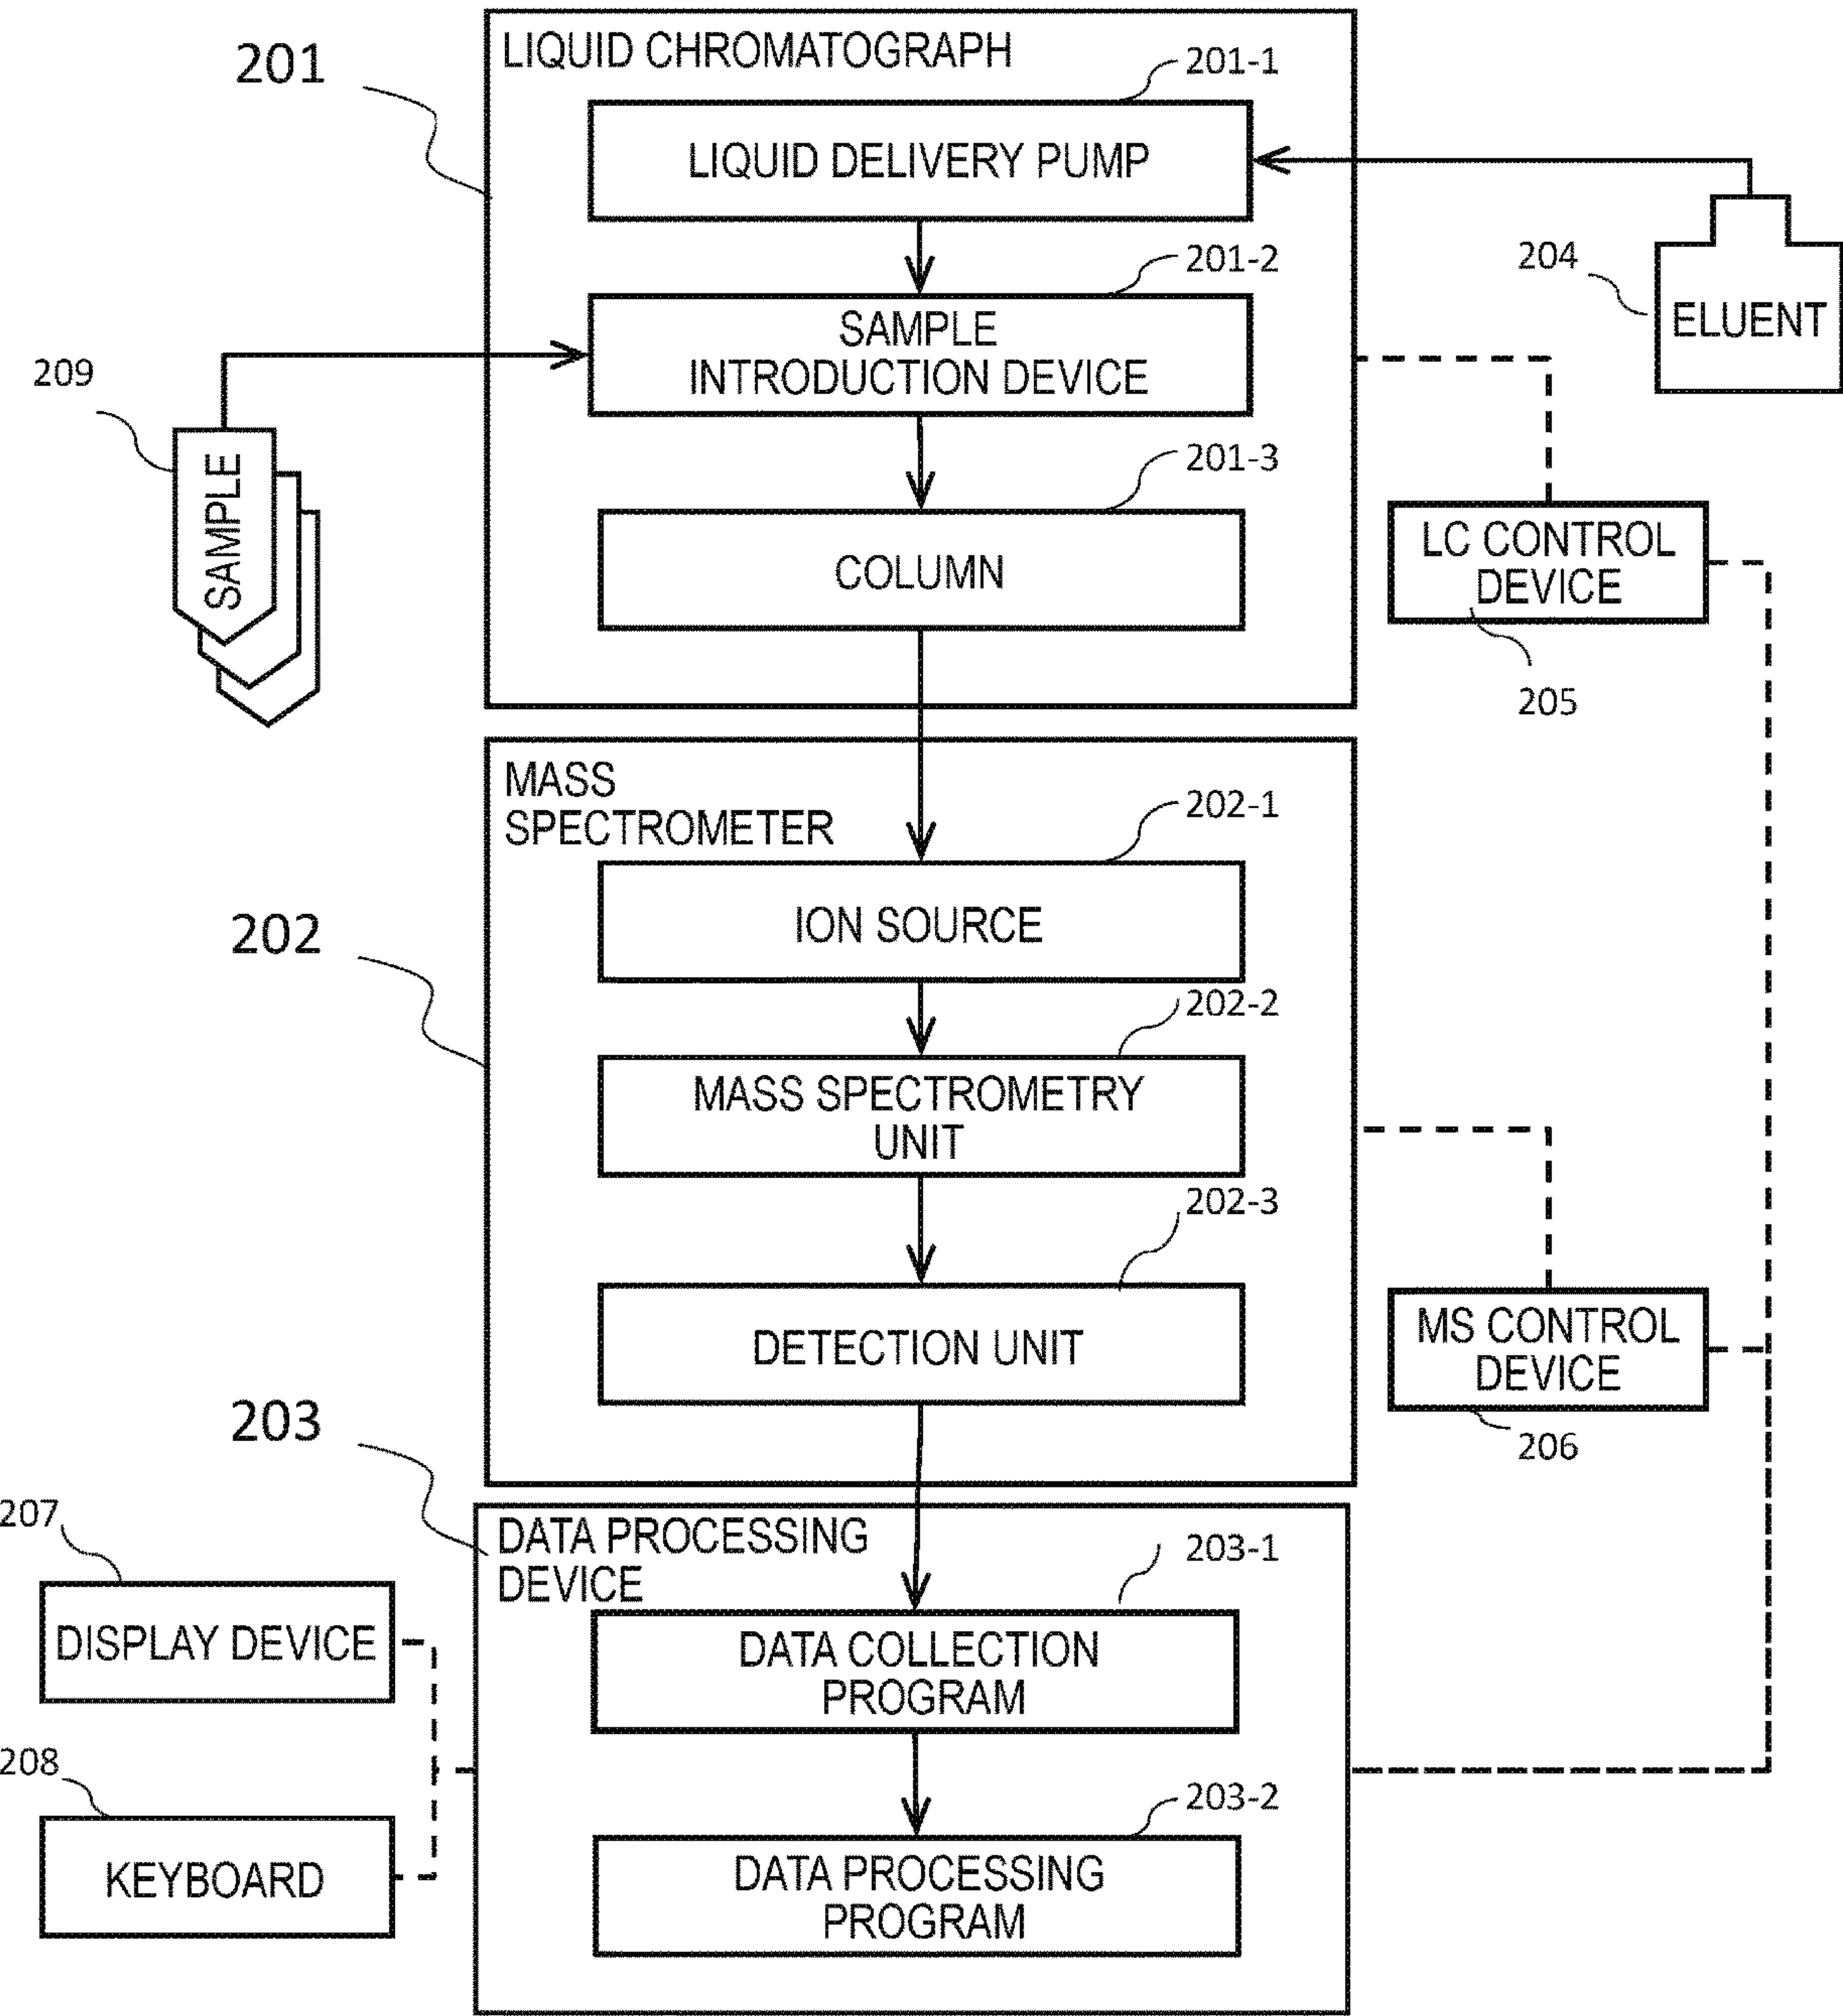 LIQUID CHROMATOGRAPH
201
201-1
LIQUID DELIVERY PUMP
201-2
204
ELUENT
SAMPLE
INTRODUCTION DEVICE
209
SAMPLE
201-3
COLUMN
LC CONTROL
DEVICE
205
MASS
SPECTROMETER
202-1
ION SOURCE
202
202-2
MASS SPECTROMETRY
UNIT
202-3
DETECTION UNIT
MS CONTROL
DEVICE
206
203
207
DATA PROCESSING
DEVICE
203-1
DISPLAY DEVICE
DATA COLLECTION
PROGRAM
208
203-2
KEYBOARD
DATA PROCESSING
PROGRAM